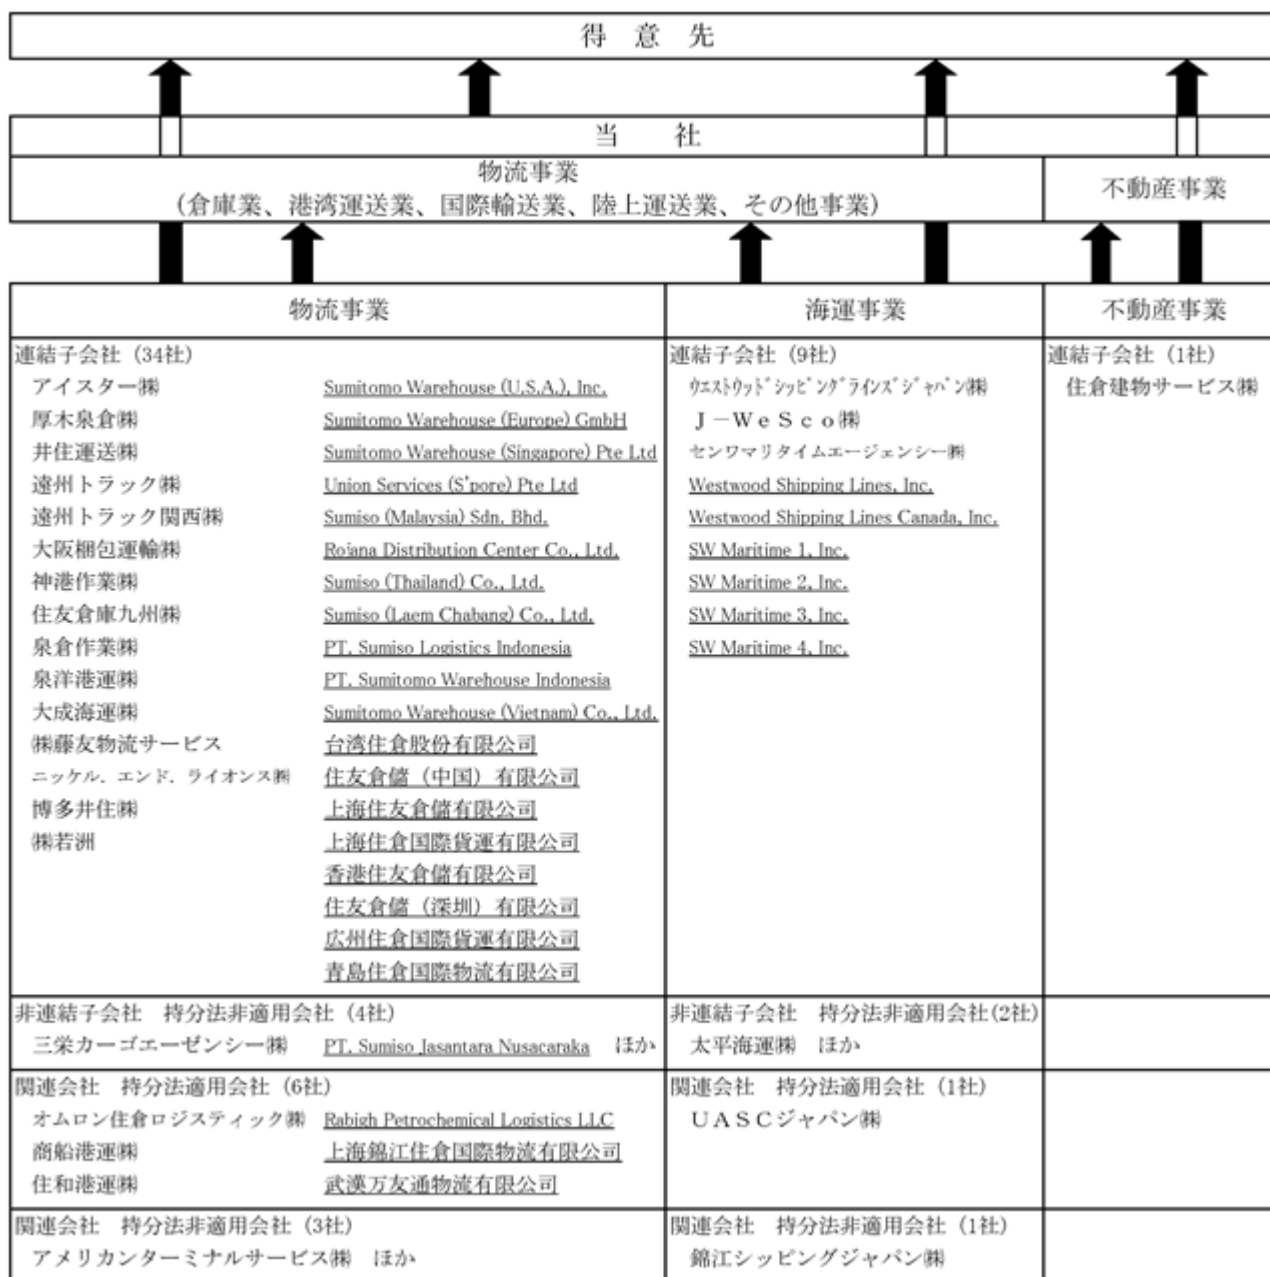 得 意 先
当 社
物流事業
(倉庫業、港湾運送業、国際輸送業、陸上運送業、その他事業)
不動産事業
物流事業
海運事業
不動産事業
連結子会社 (34社)
アイスター㈱
厚木泉倉㈱
井住運送㈱
遠州トラック㈱
遠州トラック関西㈱
大阪梱包運輸㈱
神港作業㈱
住友倉庫九州㈱
泉倉作業㈱
泉洋港運㈱
大成海運㈱
㈱藤友物流サービス
ニッケル.エンド.ライオンス㈱
博多井住㈱
㈱若洲
Sumitomo Warehouse (U.S.A.), Inc.
Sumitomo Warehouse (Europe) GmbH
Sumitomo Warehouse (Singapore) Pte Ltd
Union Services (S'pore) Pte Ltd
Sumiso (Malaysia) Sdn. Bhd.
Rojana Distribution Center Co., Ltd.
Sumiso (Thailand) Co., Ltd.
Sumiso (Laem Chabang) Co., Ltd.
PT. Sumiso Logistics Indonesia
PT. Sumitomo Warehouse Indonesia
Sumitomo Warehouse (Vietnam) Co., Ltd.
台湾住倉股份有限公司
住友倉儲（中国）有限公司
上海住友倉儲有限公司
上海住倉国際貨運有限公司
香港住友倉儲有限公司
住友倉儲（深圳）有限公司
広州住倉国際貨運有限公司
青島住倉国際物流有限公司
連結子会社 (9社)
ｳｴｽﾄｳｯﾄﾞｼｯﾋﾟﾝｸﾞﾗｲﾝｽﾞｼﾞｬﾊﾟﾝ㈱
Ｊ－ＷｅＳｃｏ㈱
センワマリタイムエージェンシー㈱
Westwood Shipping Lines, Inc.
Westwood Shipping Lines Canada, Inc.
SW Maritime 1, Inc.
SW Maritime 2, Inc.
SW Maritime 3, Inc.
SW Maritime 4, Inc.
連結子会社 (1社)
住倉建物サービス㈱
非連結子会社 持分法非適用会社 (4社)
三栄カーゴエーゼンシー㈱ PT. Sumiso Jasantara Nusacaraka ほか
非連結子会社 持分法非適用会社(2社)
太平海運㈱ ほか
関連会社 持分法適用会社 (6社)
オムロン住倉ロジスティック㈱ Rabigh Petrochemical Logistics LLC
商船港運㈱ 上海錦江住倉国際物流有限公司
住和港運㈱ 武漢万友通物流有限公司
関連会社 持分法適用会社 (1社)
ＵＡＳＣジャパン㈱
関連会社 持分法非適用会社 (3社)
アメリカンターミナルサービス㈱ ほか
関連会社 持分法非適用会社 (1社)
錦江シッピングジャパン㈱